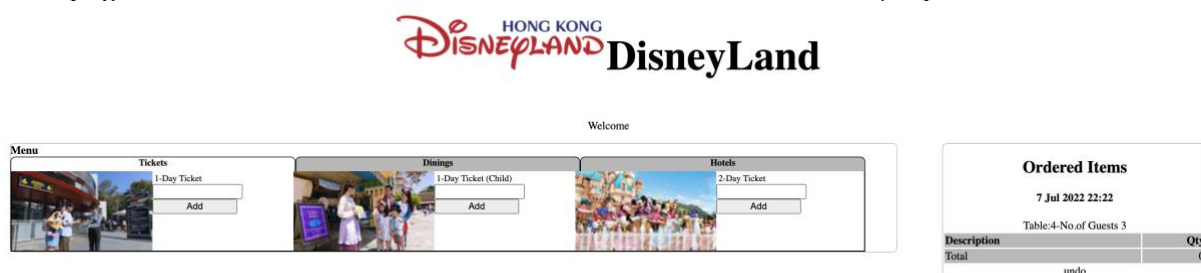 HONG KONG
DISNEYLAND DisneyLand
Welcome
Menu
Tickets Dinings Hotels
1-Day Ticket
Add
1-Day Ticket (Child)
Add
2-Day Ticket
Add
Ordered Items
7 Jul 2022 22:22
Table:4-No.of Guests 3
Description Qty
Total
undo